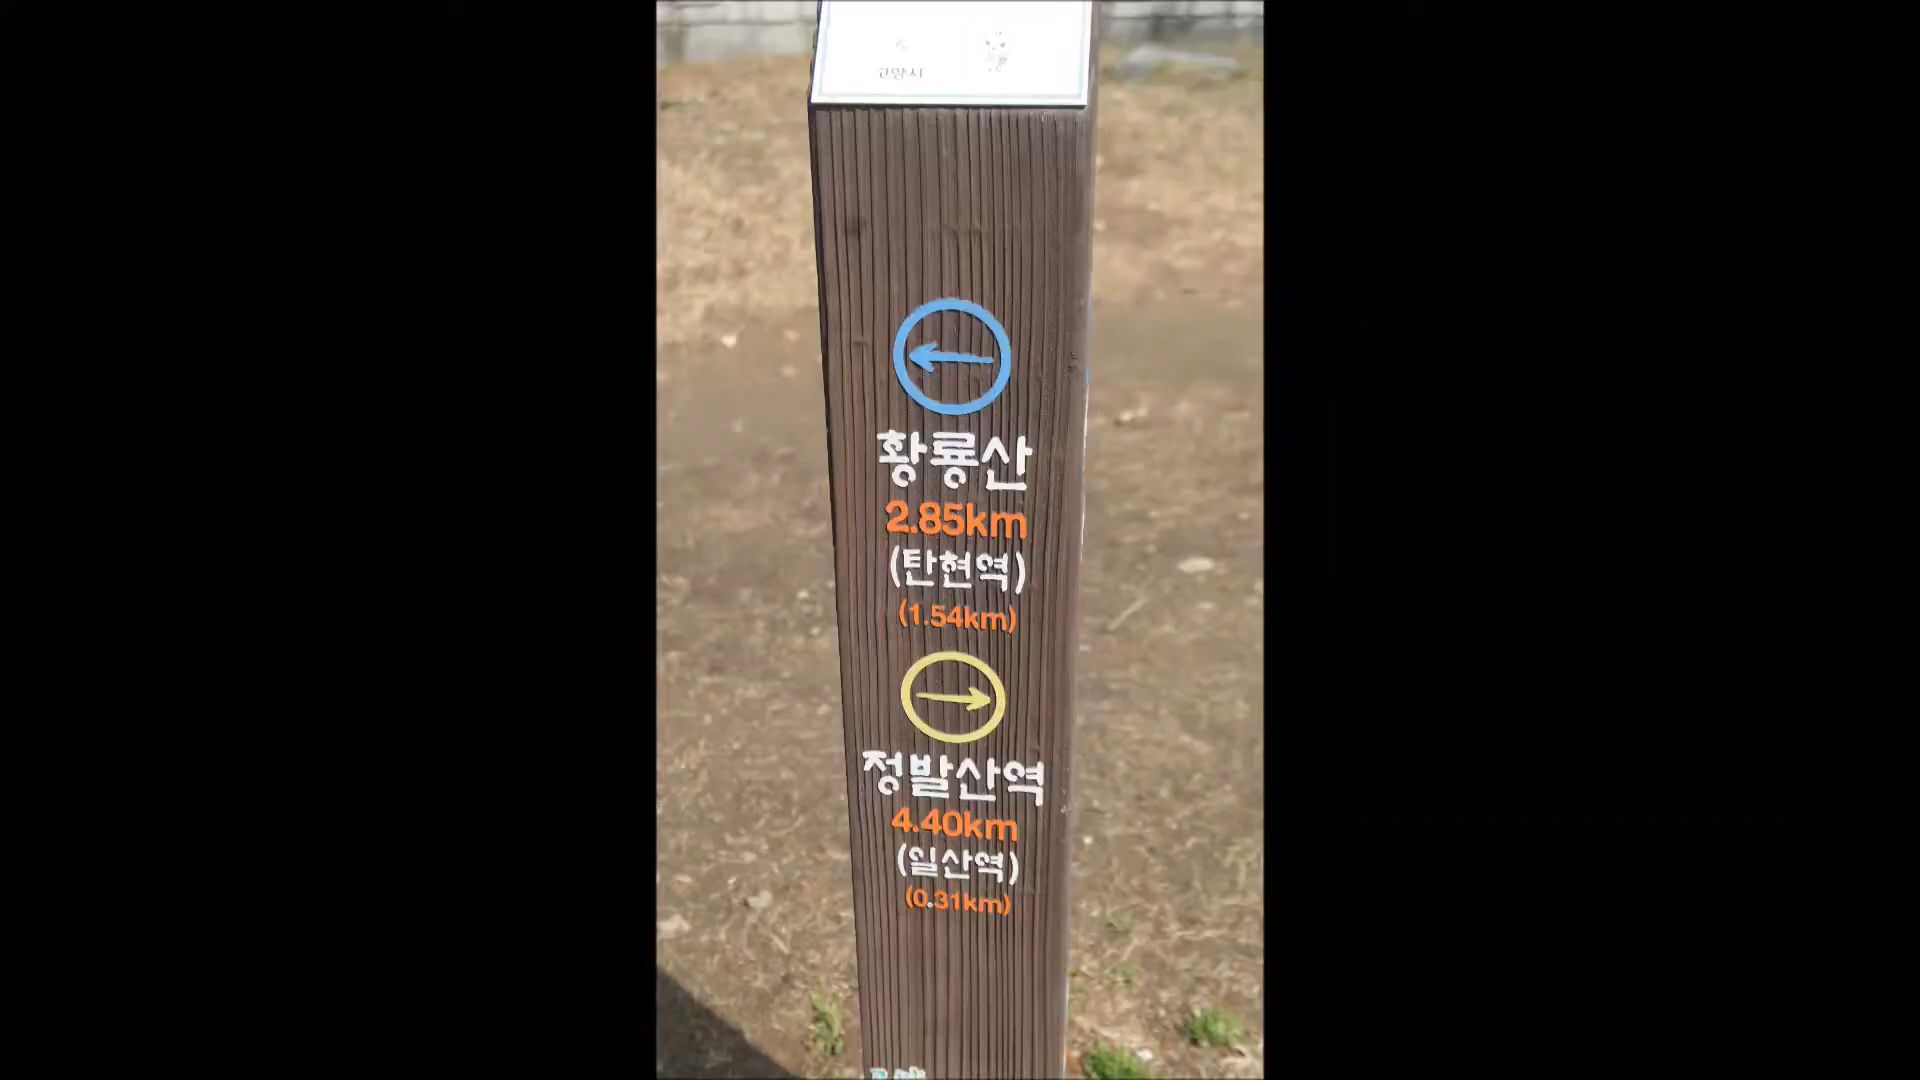 고양시
황룡산
2.85km
(탄현역)
(1.54km)
정발산역
4.40km
(일산역)
(0.31km)